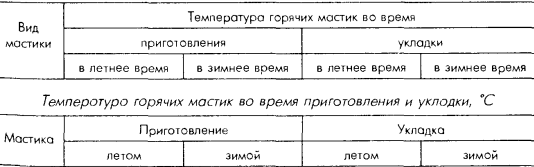 Температура горячих мастик во время
Вид мастики
приготовления укладки
в летнее время в зимнее время в летнее время в зимнее время
Температура горячих мастик во время приготовления и укладки, °С
Мастика Приготовление Укладка
летом зимой летом зимой